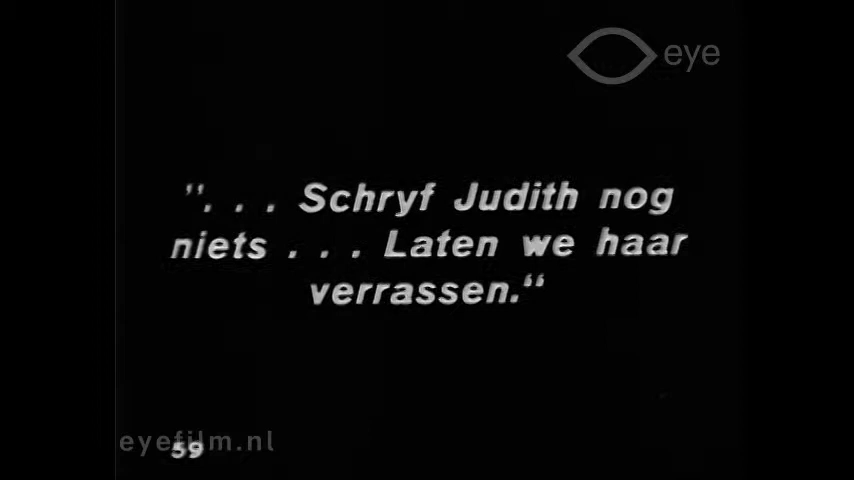 eye
". . . Schryf Judith nog
niets . . . Laten we haar
verrassen."
eyefilm.nl
59